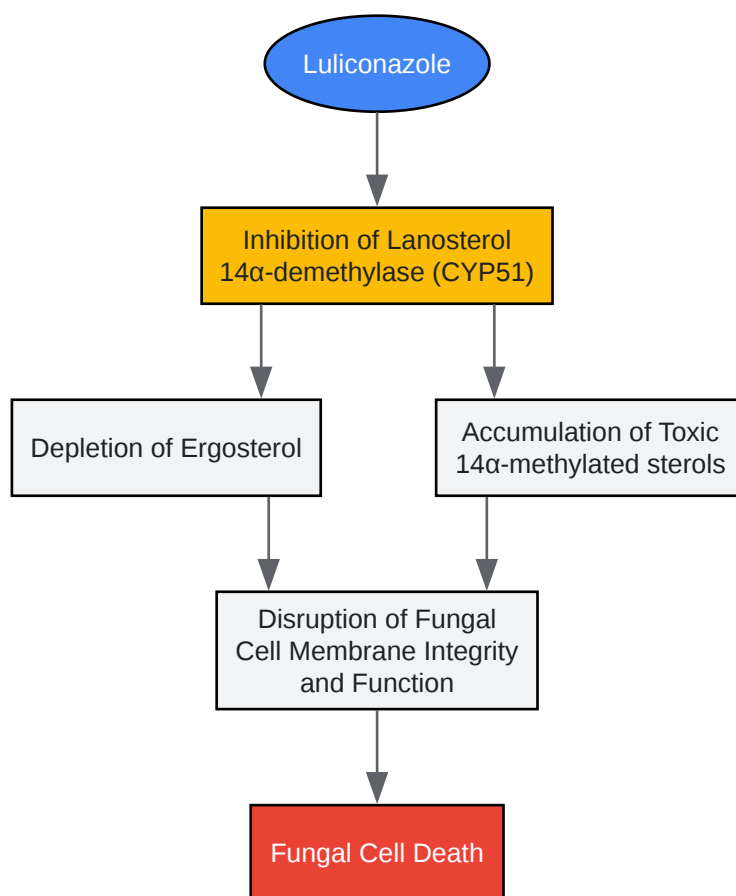 Luliconazole
Inhibition of Lanosterol
14α-demethylase (CYP51)
Depletion of Ergosterol
Accumulation of Toxic
14α-methylated sterols
Disruption of Fungal
Cell Membrane Integrity
and Function
Fungal Cell Death